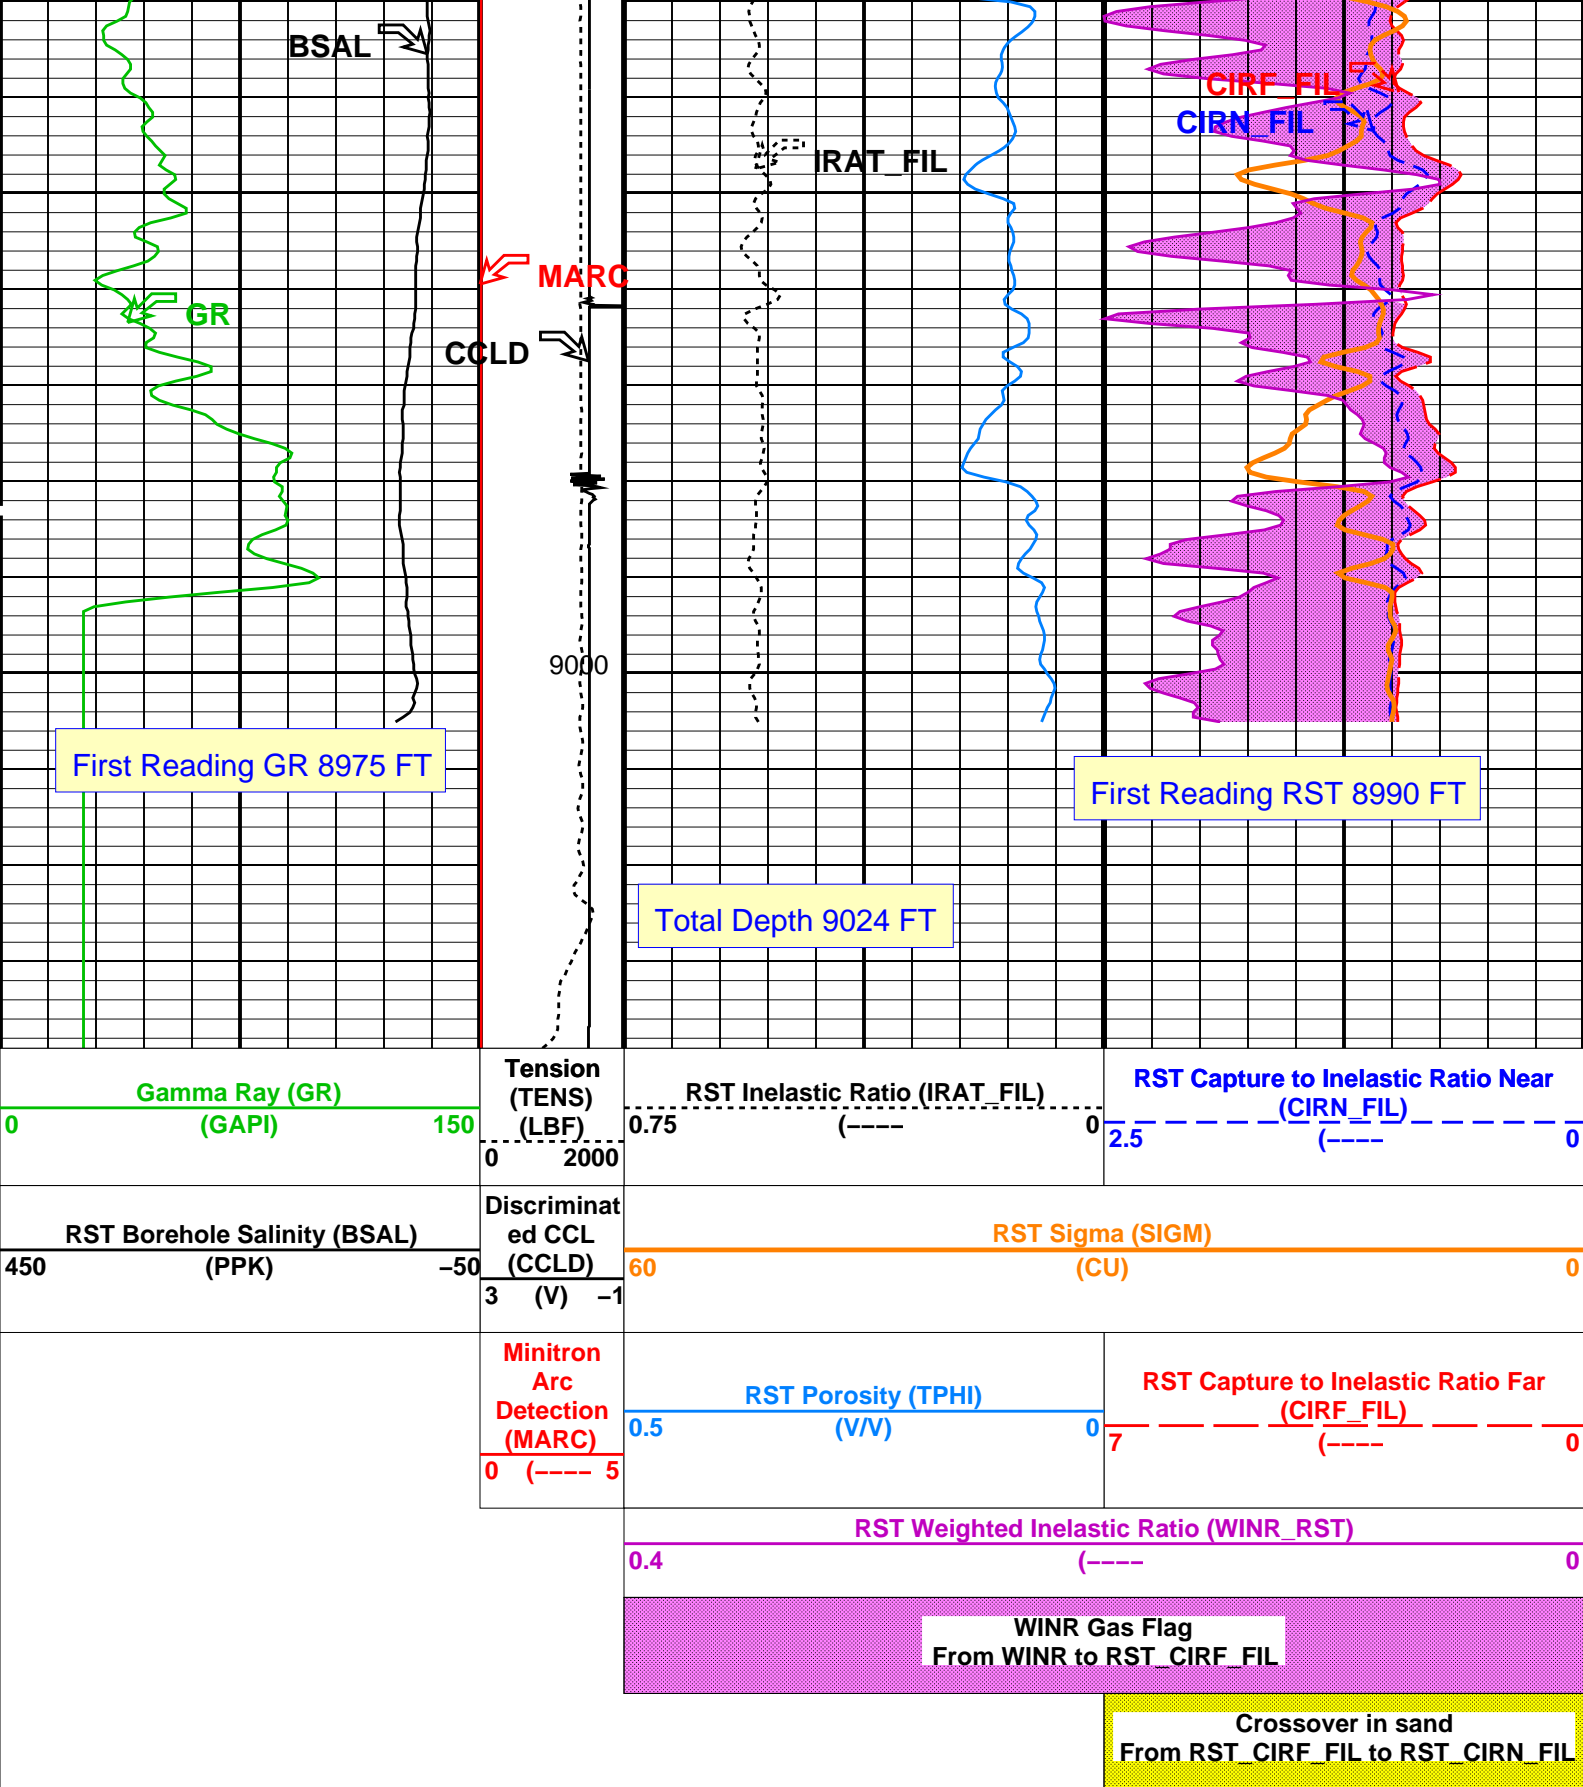 BSAL
CIRF_FIL
CIRN_FIL
IRAT_FIL
MARC
GR
CCLD
9000
First Reading GR 8975 FT
First Reading RST 8990 FT
Total Depth 9024 FT
Gamma Ray (GR)
0 (GAPI) 150
Tension
(TENS)
(LBF)
0 2000
RST Inelastic Ratio (IRAT_FIL)
0.75 (---- 0
RST Capture to Inelastic Ratio Near
(CIRN_FIL)
2.5 (---- 0
RST Borehole Salinity (BSAL)
450 (PPK) −50
Discriminat
ed CCL
(CCLD)
3 (V) −1
RST Sigma (SIGM)
60 (CU) 0
Minitron
Arc
Detection
(MARC)
0 (---- 5
RST Porosity (TPHI)
0.5 (V/V) 0
RST Capture to Inelastic Ratio Far
(CIRF_FIL)
7 (---- 0
RST Weighted Inelastic Ratio (WINR_RST)
0.4 (---- 0
WINR Gas Flag
From WINR to RST_CIRF_FIL
Crossover in sand
From RST_CIRF_FIL to RST_CIRN_FIL